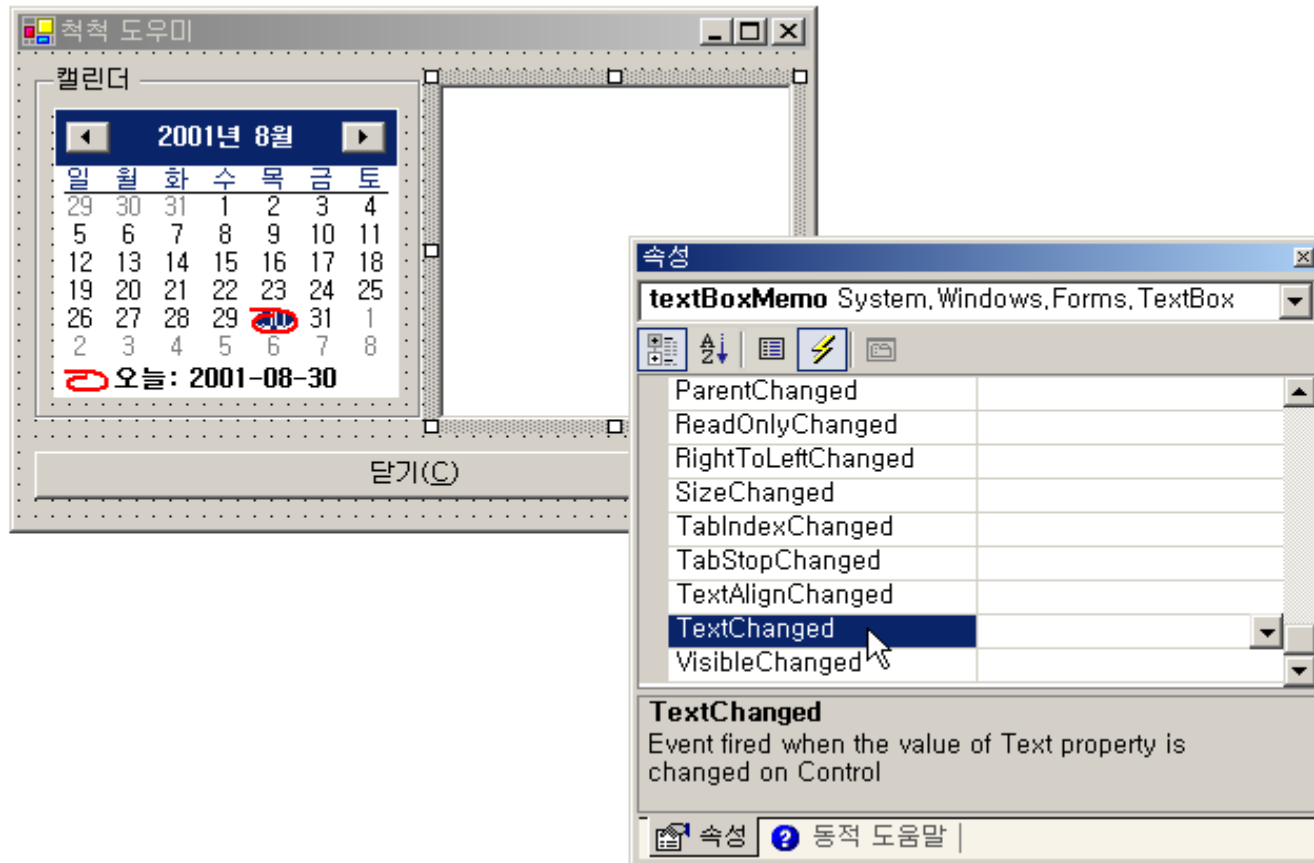 척척 도우미
캘린더
2001년 8월
일 월 화 수 목 금 토
29 30 31 1 2 3 4
5 6 7 8 9 10 11
12 13 14 15 16 17 18
19 20 21 22 23 24 25
26 27 28 29 30 31 1
2 3 4 5 6 7 8
오늘: 2001-08-30
닫기(C)
속성
textBoxMemo System.Windows.Forms.TextBox
ParentChanged
ReadOnlyChanged
RightToLeftChanged
SizeChanged
TabIndexChanged
TabStopChanged
TextAlignChanged
TextChanged
VisibleChanged
TextChanged
Event fired when the value of Text property is
changed on Control
속성
동적 도움말